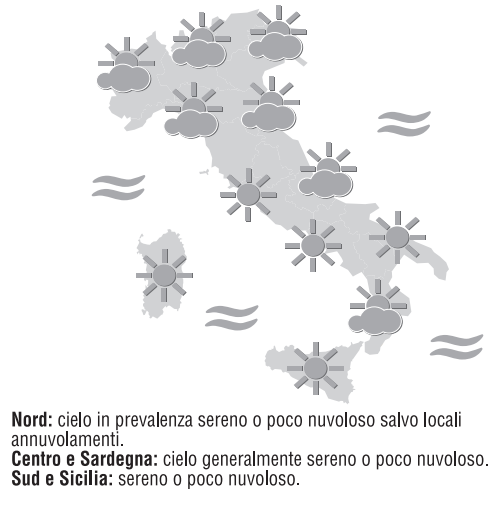 Nord: cielo in prevalenza sereno o poco nuvoloso salvo locali
annuvolamenti.
Centro e Sardegna: cielo generalmente sereno o poco nuvoloso.
Sud e Sicilia: sereno o poco nuvoloso.